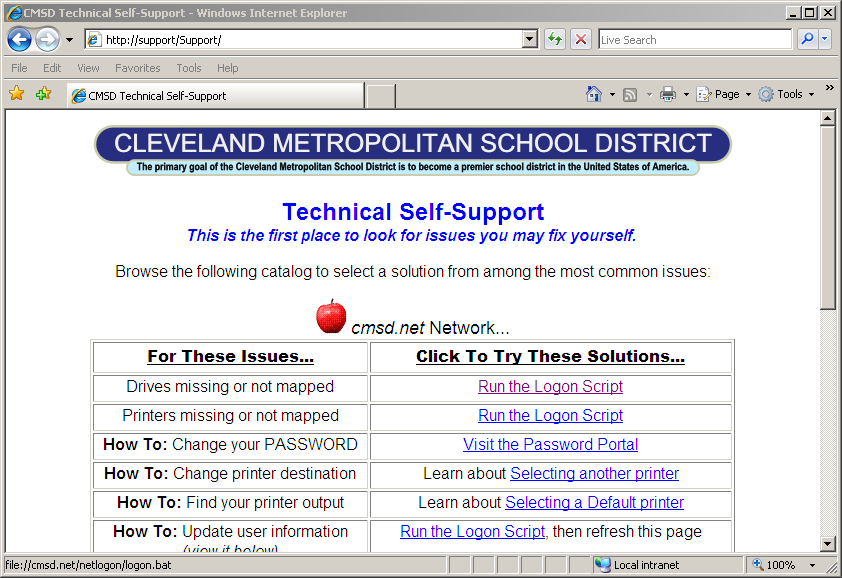 CMSD Technical Self-Support - Windows Internet Explorer
http://support/Support/
Live Search
File Edit View Favorites Tools Help
CMSD Technical Self-Support
Page Tools
CLEVELAND METROPOLITAN SCHOOL DISTRICT
The primary goal of the Cleveland Metropolitan School District is to become a premier school district in the United States of America.
Technical Self-Support
This is the first place to look for issues you may fix yourself.
Browse the following catalog to select a solution from among the most common issues:
cmsd.net Network...
For These Issues... Click To Try These Solutions...
Drives missing or not mapped Run the Logon Script
Printers missing or not mapped Run the Logon Script
How To: Change your PASSWORD Visit the Password Portal
How To: Change printer destination Learn about Selecting another printer
How To: Find your printer output Learn about Selecting a Default printer
How To: Update user information Run the Logon Script, then refresh this page
(view it below)
file://cmsd.net/netlogon/logon.bat Local intranet 100%